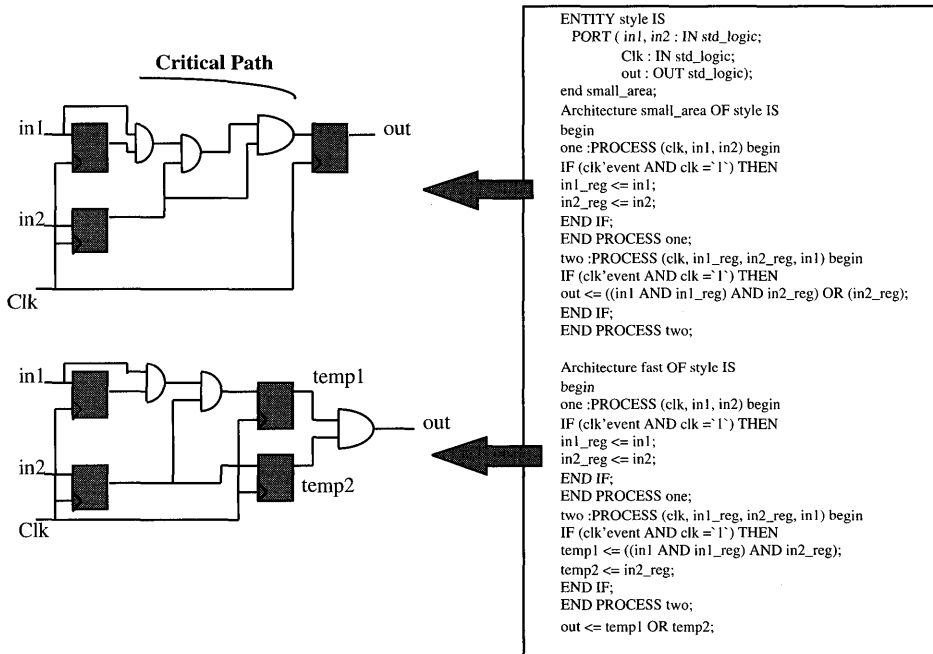 Critical Path
in1
in2
Clk
out
in1
in2
Clk
temp1
temp2
out
ENTITY style IS
PORT ( in1, in2 : IN std_logic;
Clk : IN std_logic;
out : OUT std_logic);
end small_area;
Architecture small_area OF style IS
begin
one :PROCESS (clk, in1, in2) begin
IF (clk'event AND clk =`1`) THEN
in1_reg <= in1;
in2_reg <= in2;
END IF;
END PROCESS one;
two :PROCESS (clk, in1_reg, in2_reg, in1) begin
IF (clk'event AND clk =`1`) THEN
out <= ((in1 AND in1_reg) AND in2_reg) OR (in2_reg);
END IF;
END PROCESS two;
Architecture fast OF style IS
begin
one :PROCESS (clk, in1, in2) begin
IF (clk'event AND clk =`1`) THEN
in1_reg <= in1;
in2_reg <= in2;
END IF;
END PROCESS one;
two :PROCESS (clk, in1_reg, in2_reg, in1) begin
IF (clk'event AND clk =`1`) THEN
temp1 <= ((in1 AND in1_reg) AND in2_reg);
temp2 <= in2_reg;
END IF;
END PROCESS two;
out <= temp1 OR temp2;